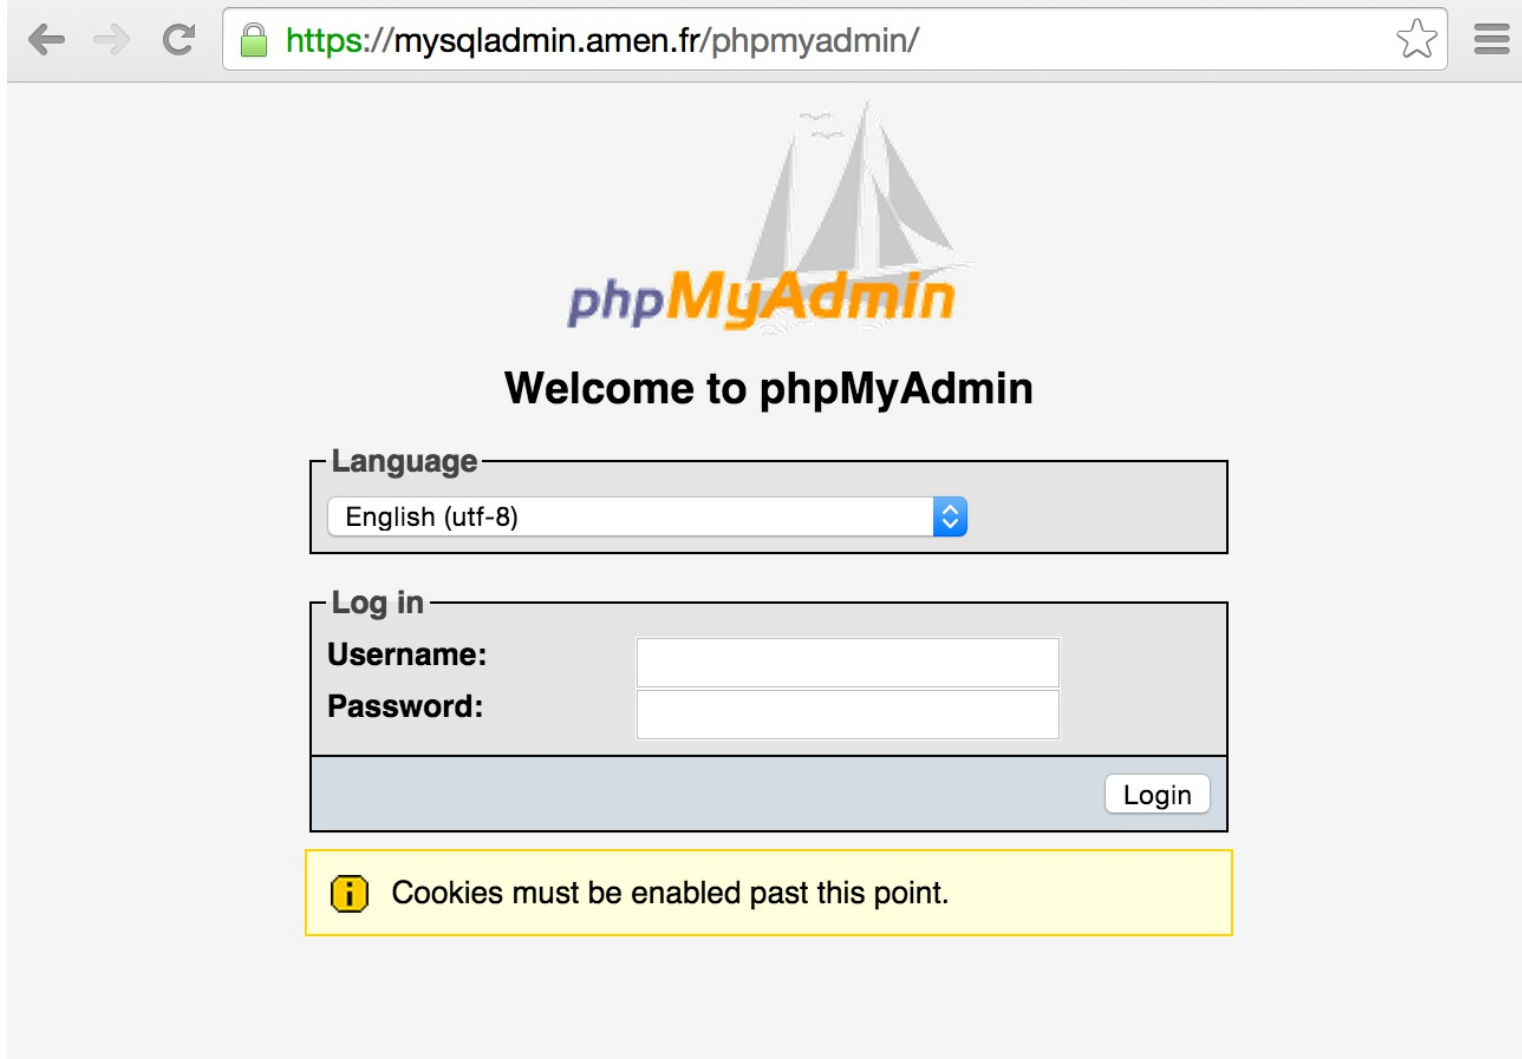 https://mysqladmin.amen.fr/phpmyadmin/
phpMyAdmin
Welcome to phpMyAdmin
Language
English (utf-8)
Log in
Username:
Password:
Login
Cookies must be enabled past this point.